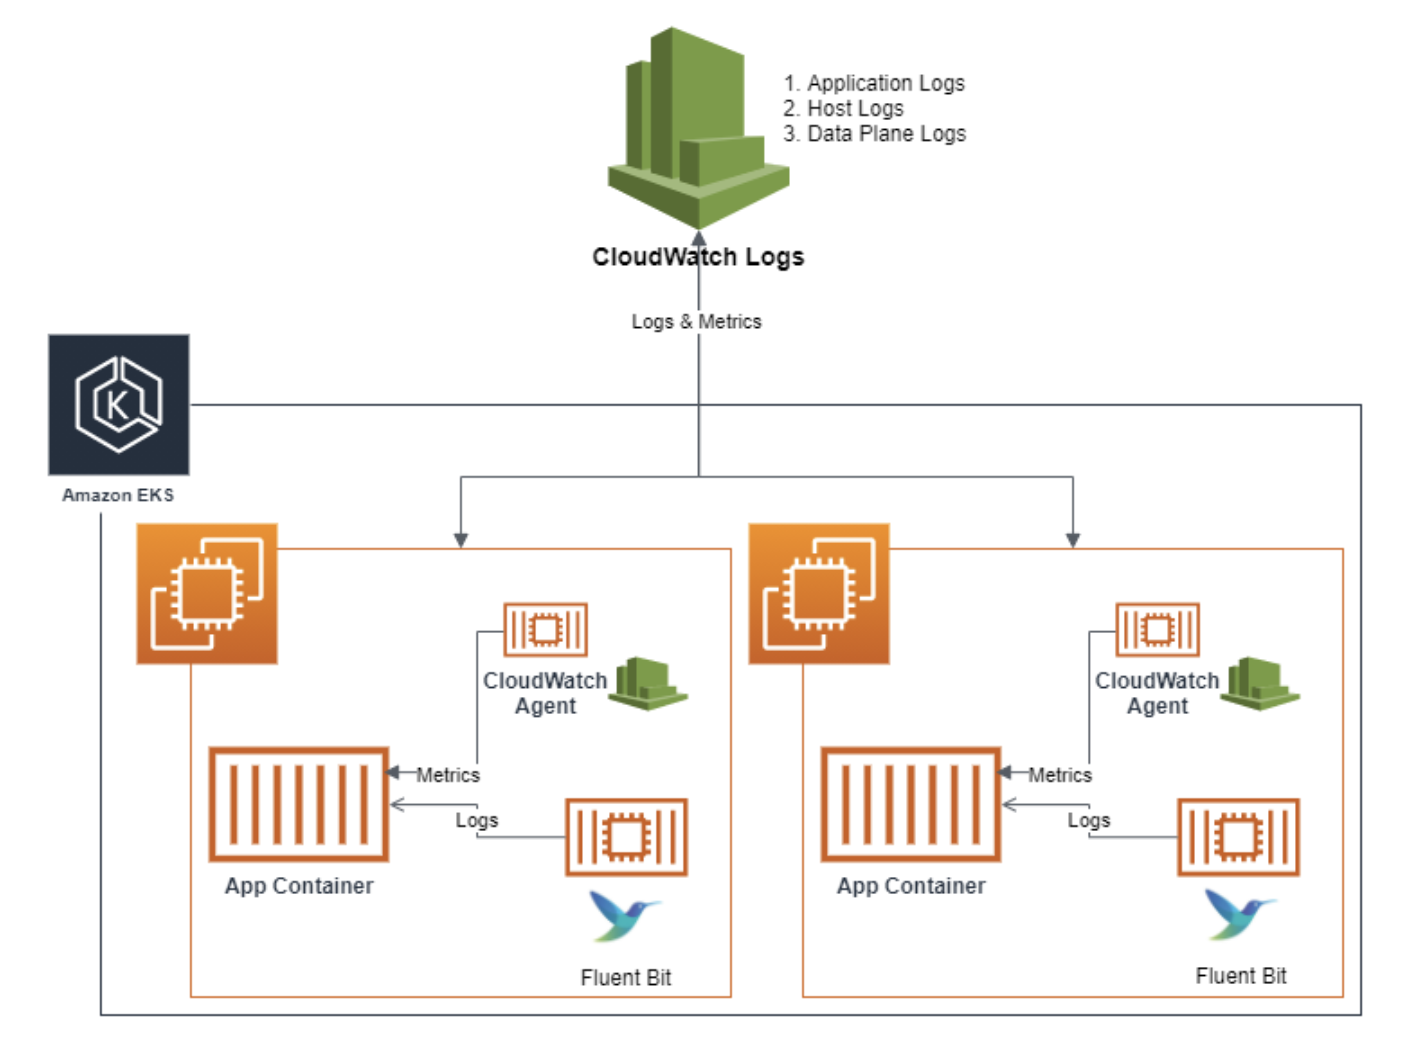 1. Application Logs
2. Host Logs
3. Data Plane Logs
CloudWatch Logs
Logs & Metrics
K
Amazon EKS
CloudWatch
Agent
Metrics
Logs
App Container
Fluent Bit
CloudWatch
Agent
Metrics
Logs
App Container
Fluent Bit